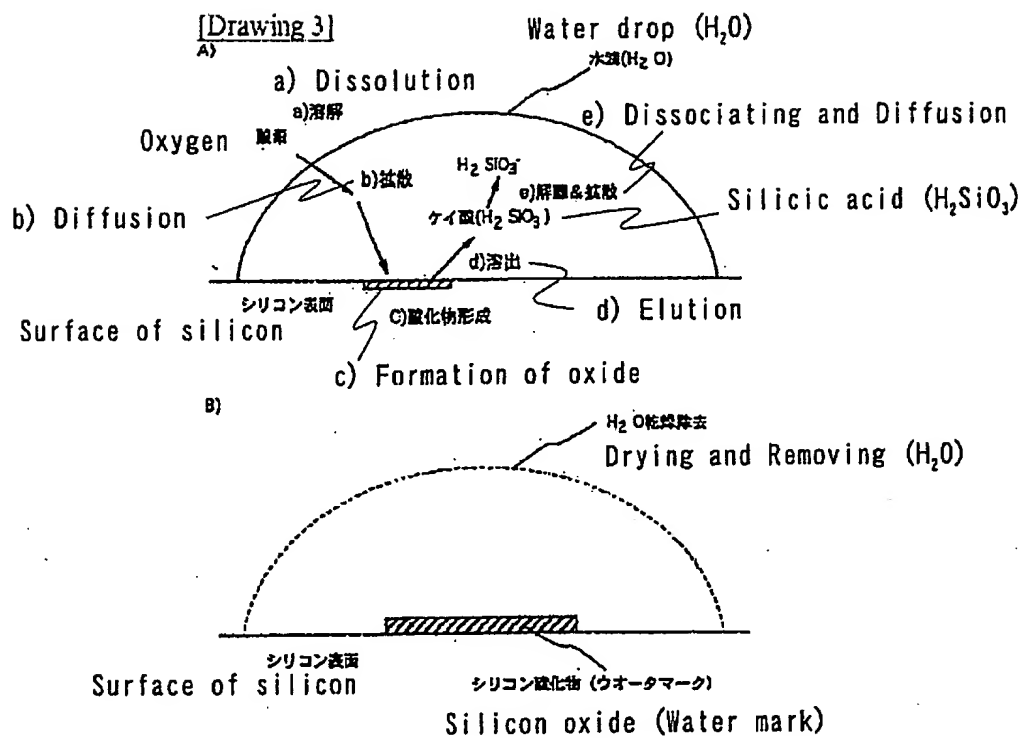 [Drawing 3]
A)
Water drop (H₂O)
水滴(H₂O)
a) Dissolution
a)溶解
e) Dissociating and Diffusion
Oxygen 酸素
H₂SiO₃⁻
b)拡散
e)解離&拡散
b) Diffusion
ケイ酸(H₂SiO₃)
Silicic acid (H₂SiO₃)
d)溶出
シリコン表面
C)酸化物形成
d) Elution
Surface of silicon
c) Formation of oxide
B)
H₂O乾燥除去
Drying and Removing (H₂O)
シリコン表面
Surface of silicon
シリコン酸化物 (ウオータマーク)
Silicon oxide (Water mark)